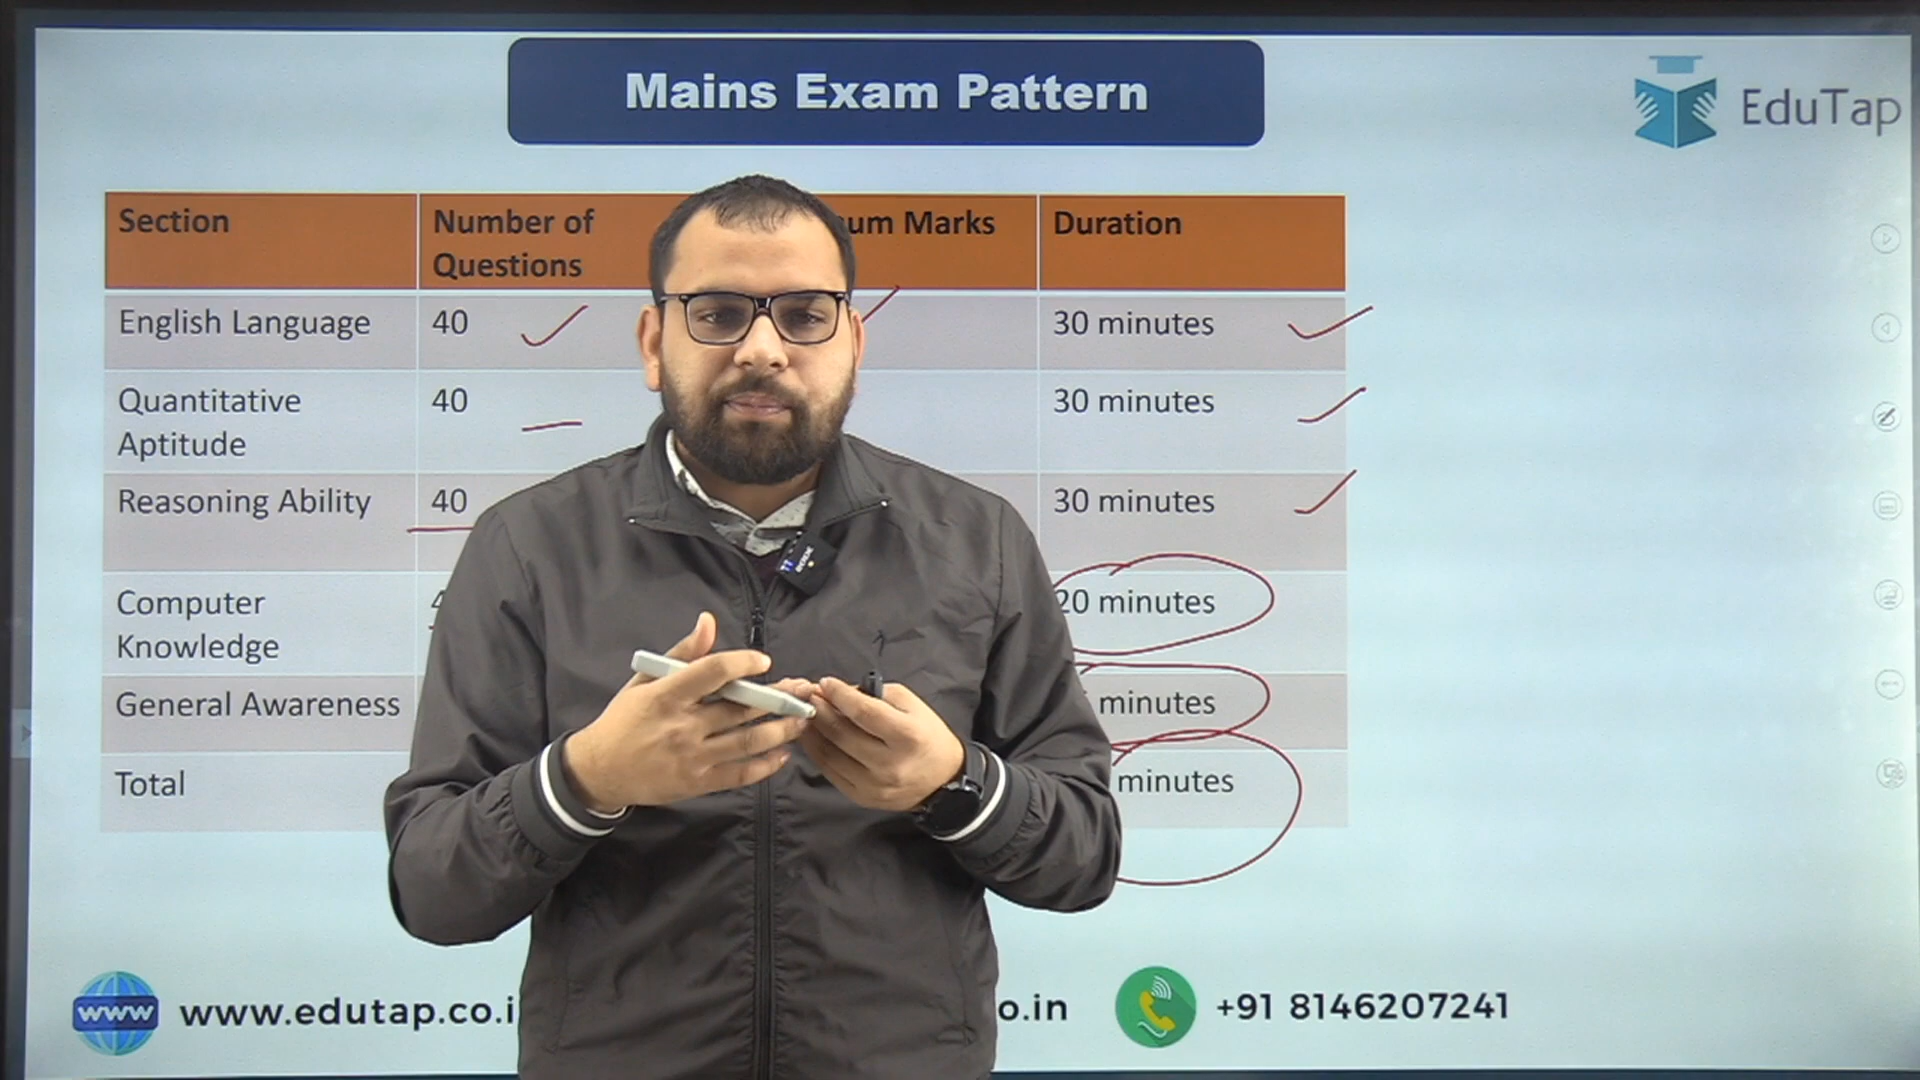 Mains Exam Pattern
EduTap
Section
Number of
Questions
um Marks
Duration
English Language
40
30 minutes
Quantitative
Aptitude
40
30 minutes
Reasoning Ability
40
30 minutes
Computer
Knowledge
20 minutes
General Awareness
minutes
Total
minutes
www
www.edutap.co.i
o.in
+91 8146207241